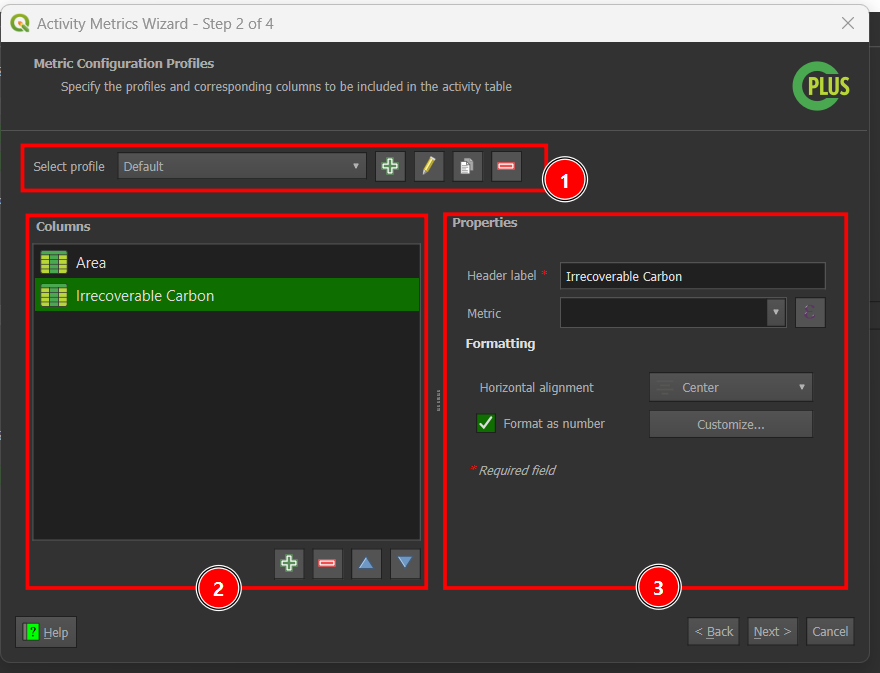 Activity Metrics Wizard - Step 2 of 4
Metric Configuration Profiles
Specify the profiles and corresponding columns to be included in the activity table
CPLUS
Select profile Default
1
Columns
Area
Irrecoverable Carbon
2
Properties
Header label * Irrecoverable Carbon
Metric
Formatting
Horizontal alignment Center
Format as number Customize...
* Required field
3
? Help
< Back Next > Cancel